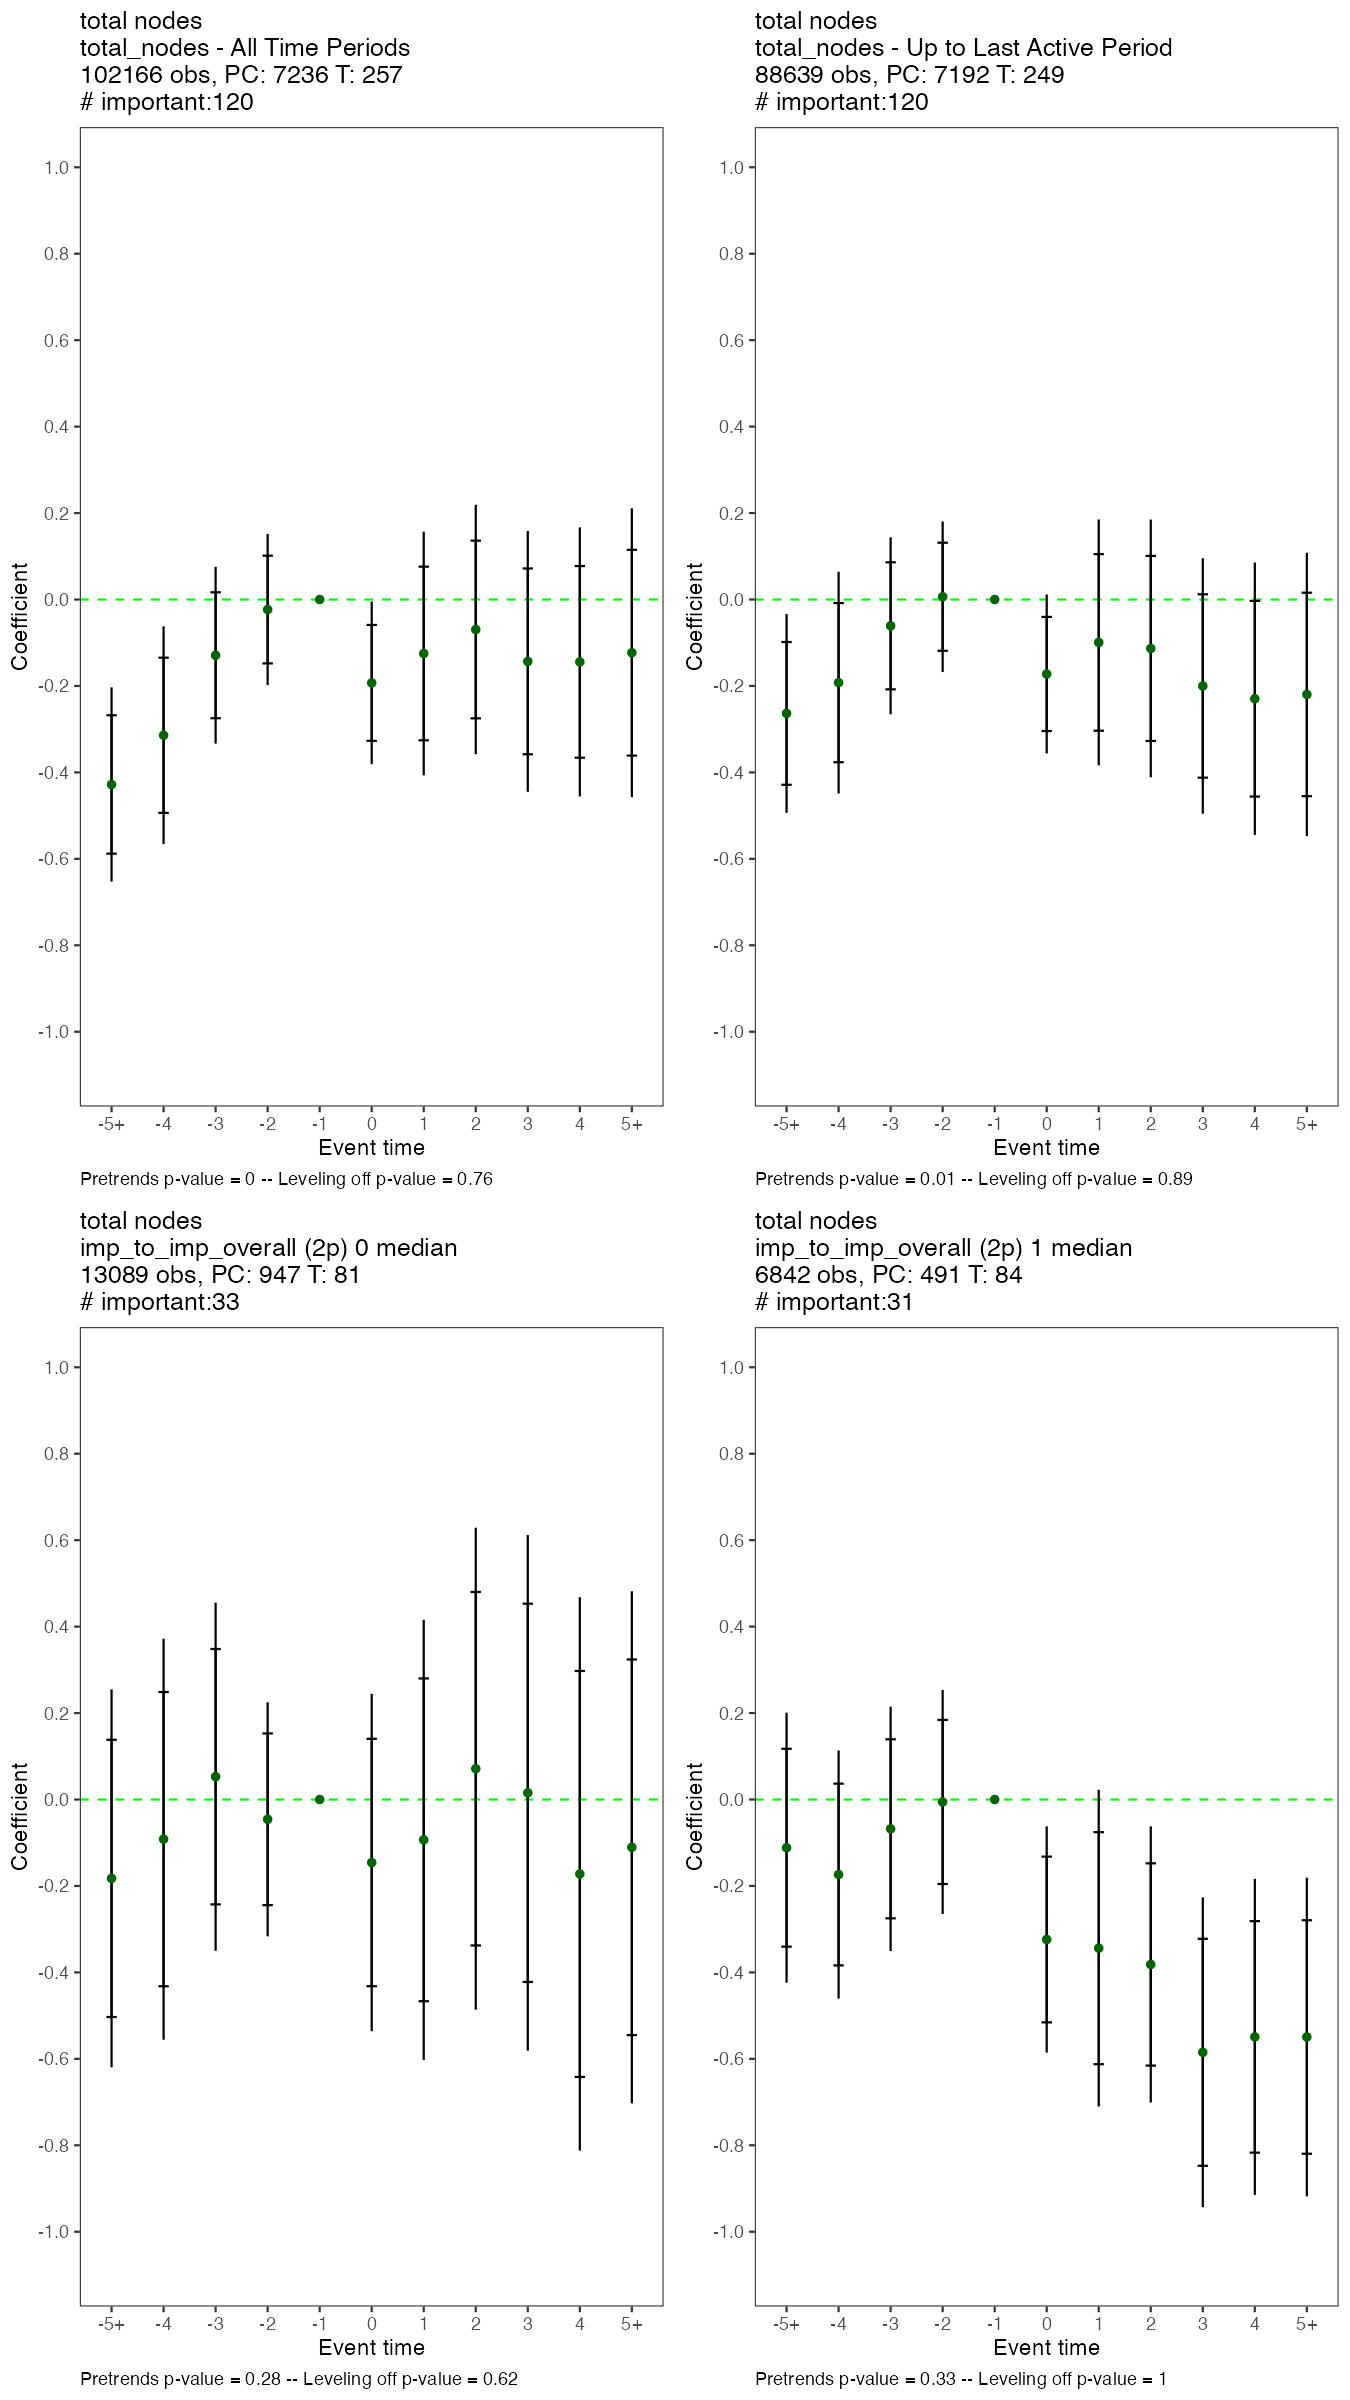 total nodes
total_nodes - All Time Periods
102166 obs, PC: 7236 T: 257
# important:120
Coefficient
1.0
0.8
0.6
0.4
0.2
0.0
-0.2
-0.4
-0.6
-0.8
-1.0
-5+ -4 -3 -2 -1 0 1 2 3 4 5+
Event time
Pretrends p-value = 0 -- Leveling off p-value = 0.76
total nodes
total_nodes - Up to Last Active Period
88639 obs, PC: 7192 T: 249
# important:120
Coefficient
1.0
0.8
0.6
0.4
0.2
0.0
-0.2
-0.4
-0.6
-0.8
-1.0
-5+ -4 -3 -2 -1 0 1 2 3 4 5+
Event time
Pretrends p-value = 0.01 -- Leveling off p-value = 0.89
total nodes
imp_to_imp_overall (2p) 0 median
13089 obs, PC: 947 T: 81
# important:33
Coefficient
1.0
0.8
0.6
0.4
0.2
0.0
-0.2
-0.4
-0.6
-0.8
-1.0
-5+ -4 -3 -2 -1 0 1 2 3 4 5+
Event time
Pretrends p-value = 0.28 -- Leveling off p-value = 0.62
total nodes
imp_to_imp_overall (2p) 1 median
6842 obs, PC: 491 T: 84
# important:31
Coefficient
1.0
0.8
0.6
0.4
0.2
0.0
-0.2
-0.4
-0.6
-0.8
-1.0
-5+ -4 -3 -2 -1 0 1 2 3 4 5+
Event time
Pretrends p-value = 0.33 -- Leveling off p-value = 1